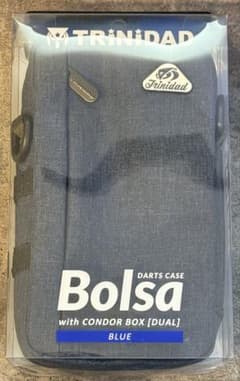 TRiNiDAD
Trinidad
DARTS CASE
Bolsa
with CONDOR BOX [DUAL]
BLUE